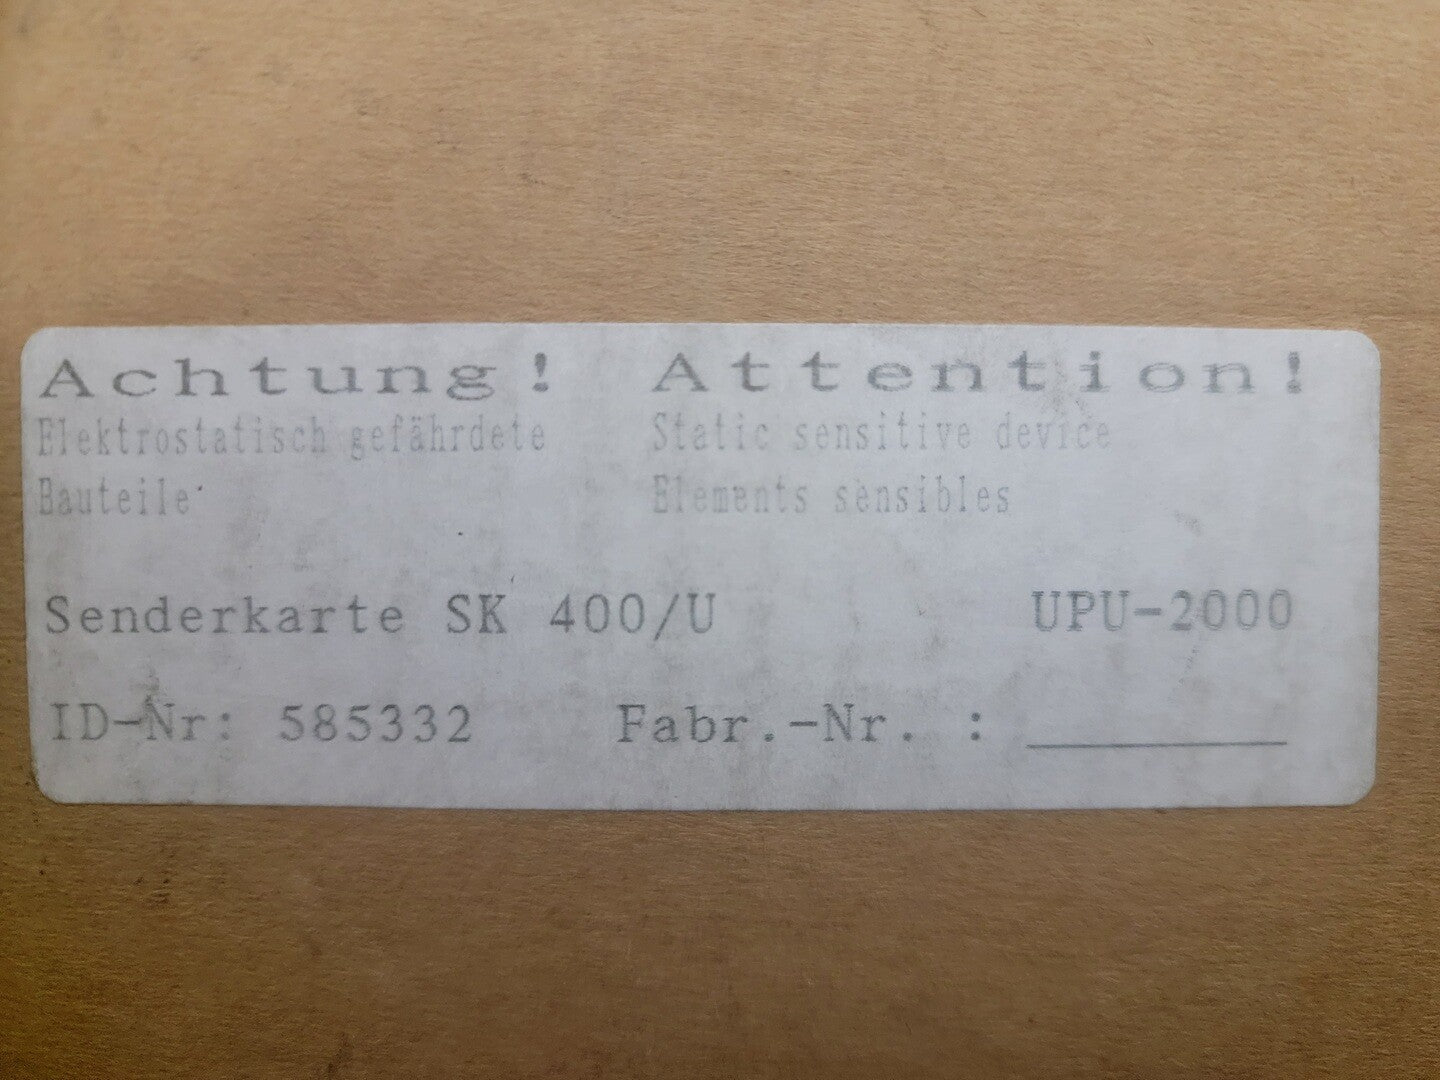 Achtung! Attention!
Elektrostatisch gefährdete Static sensitive device
Bauteile Elements sensibles
Senderkarte SK 400/U UPU-2000
ID-Nr: 585332 Fabr.-Nr. : ________